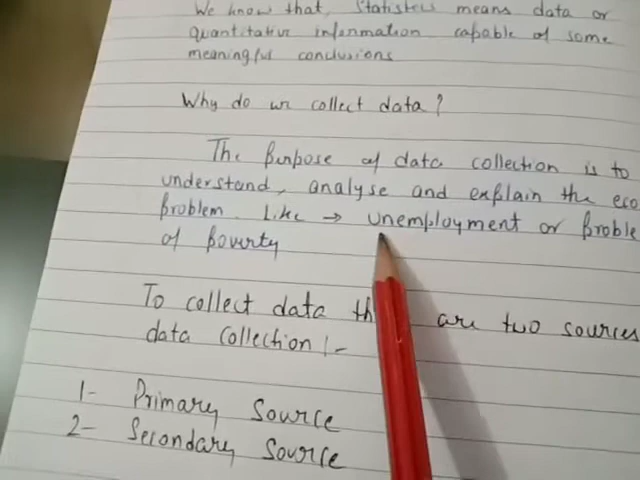 We know that, Statistics means data or
quantitative information capable of some
meaningful conclusions
Why do we collect data?
The purpose of data collection is to
understand, analyse and explain the eco
problem. Like → unemployment or proble
of poverty
To collect data th are two sources
data collection :-
1- Primary Source
2- Secondary Source